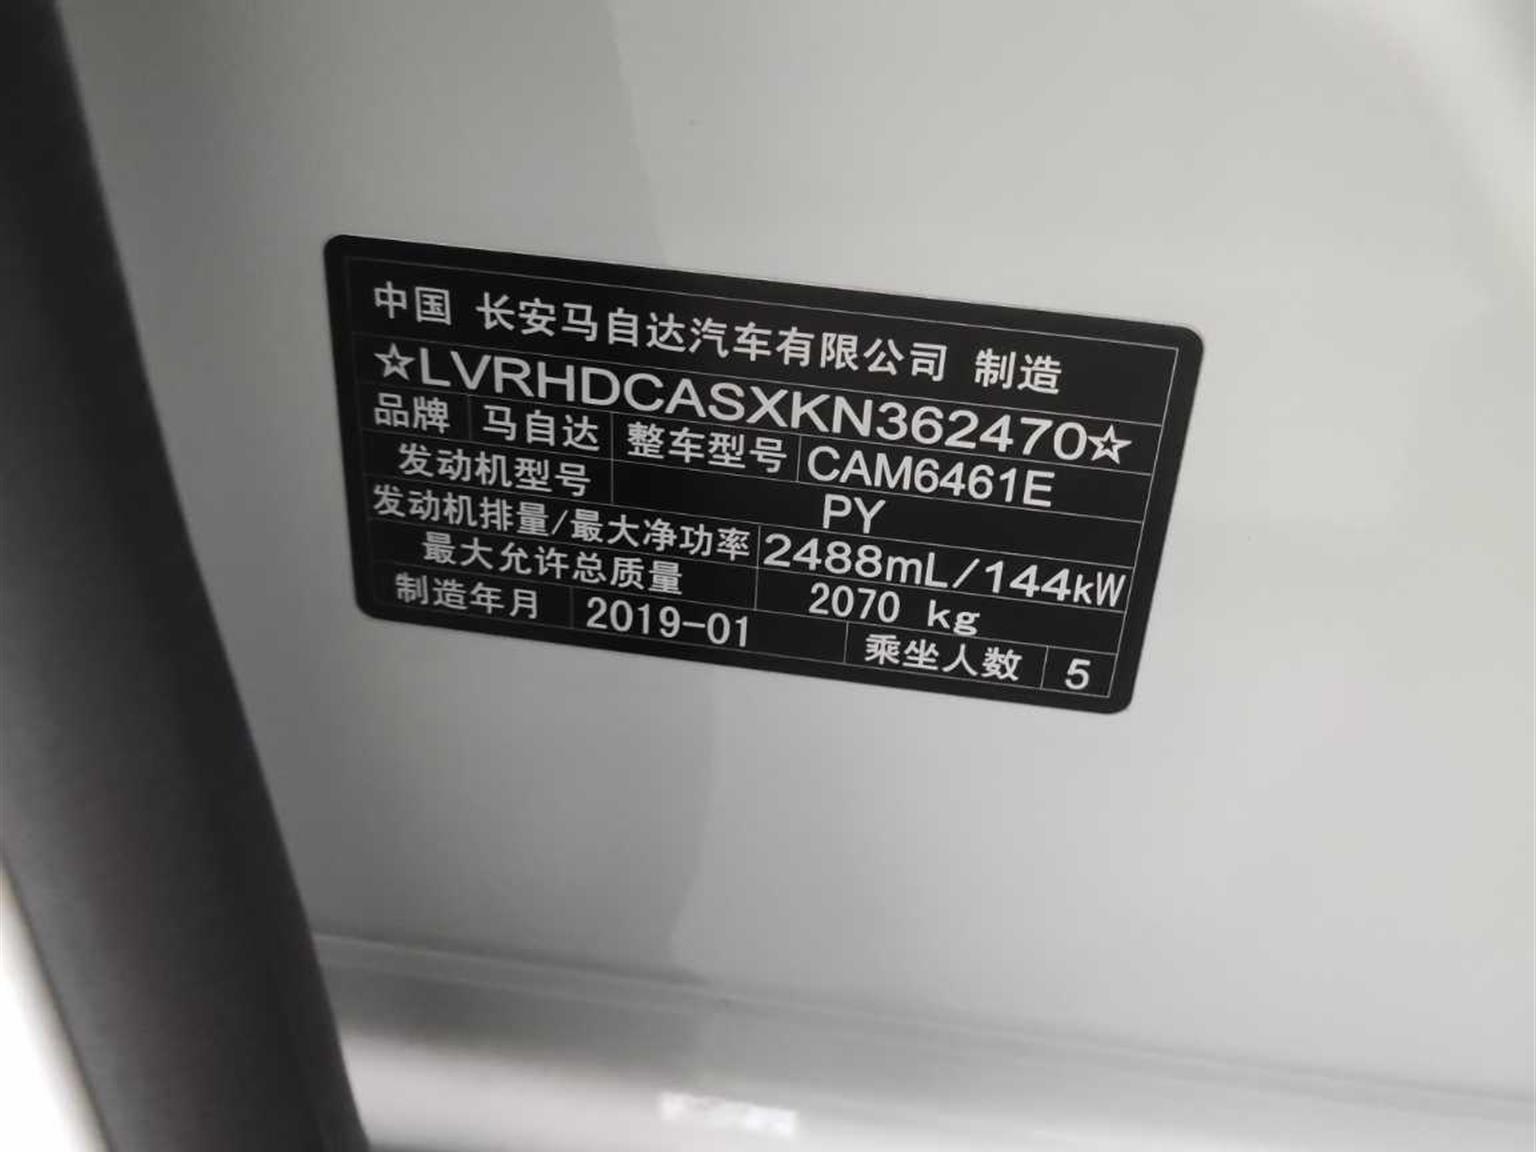 中国 长安马自达汽车有限公司 制造
☆LVRHDCASXKN362470☆
品牌 马自达 整车型号 CAM6461E
发动机型号 PY
发动机排量/最大净功率 2488mL/144kW
最大允许总质量 2070 kg
制造年月 2019-01 乘坐人数 5